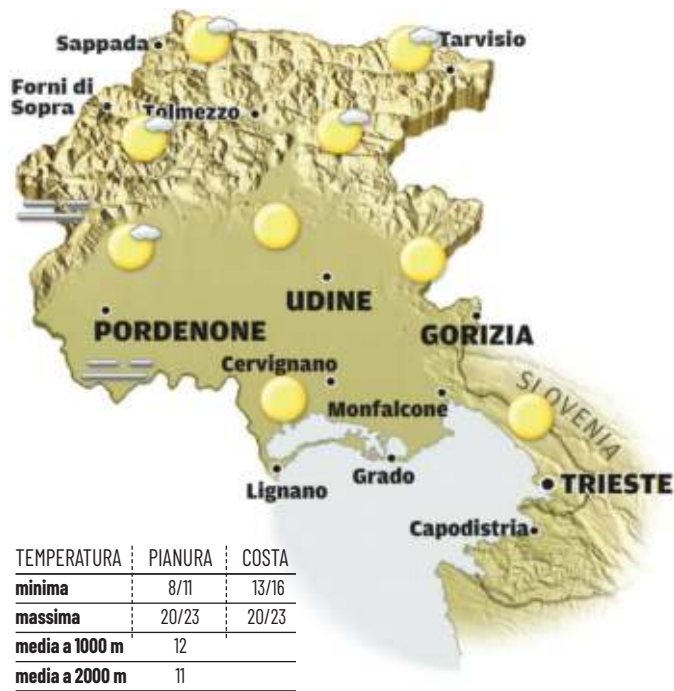 Sappada
Tarvisio
Forni di
Sopra
Tolmezzo
UDINE
PORDENONE
GORIZIA
Cervignano
SLOVENIA
Monfalcone
Grado
Lignano
TRIESTE
Capodistria
TEMPERATURA PIANURA COSTA
minima 8/11 13/16
massima 20/23 20/23
media a 1000 m 12
media a 2000 m 11